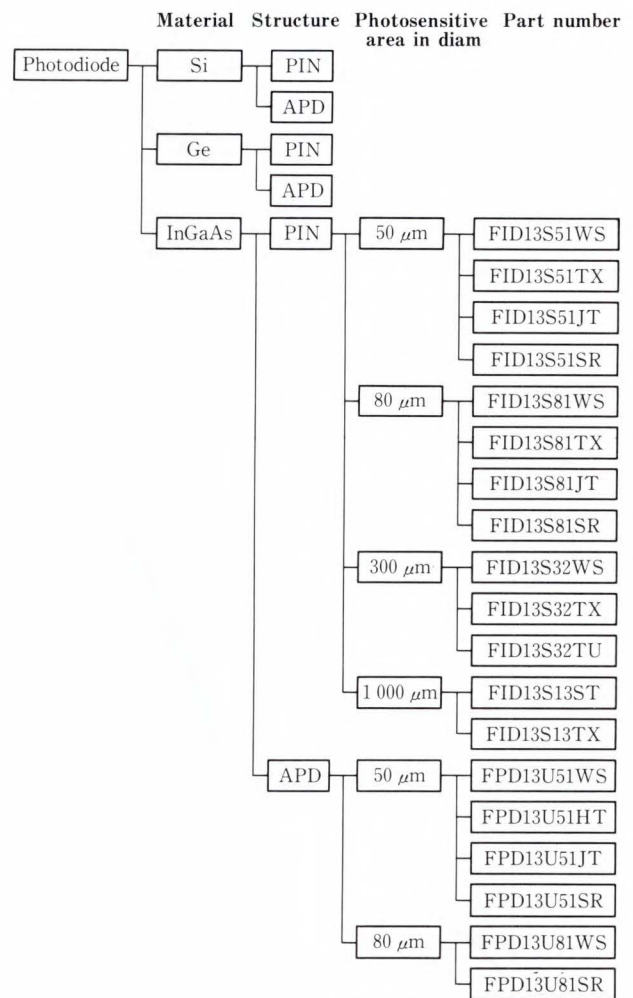 Material Structure Photosensitive area in diam Part number
Photodiode Si PIN
APD
Ge PIN
APD
InGaAs PIN 50 μm FID13S51WS
FID13S51TX
FID13S51JT
FID13S51SR
80 μm FID13S81WS
FID13S81TX
FID13S81JT
FID13S81SR
300 μm FID13S32WS
FID13S32TX
FID13S32TU
1 000 μm FID13S13ST
FID13S13TX
APD 50 μm FPD13U51WS
FPD13U51HT
FPD13U51JT
FPD13U51SR
80 μm FPD13U81WS
FPD13U81SR